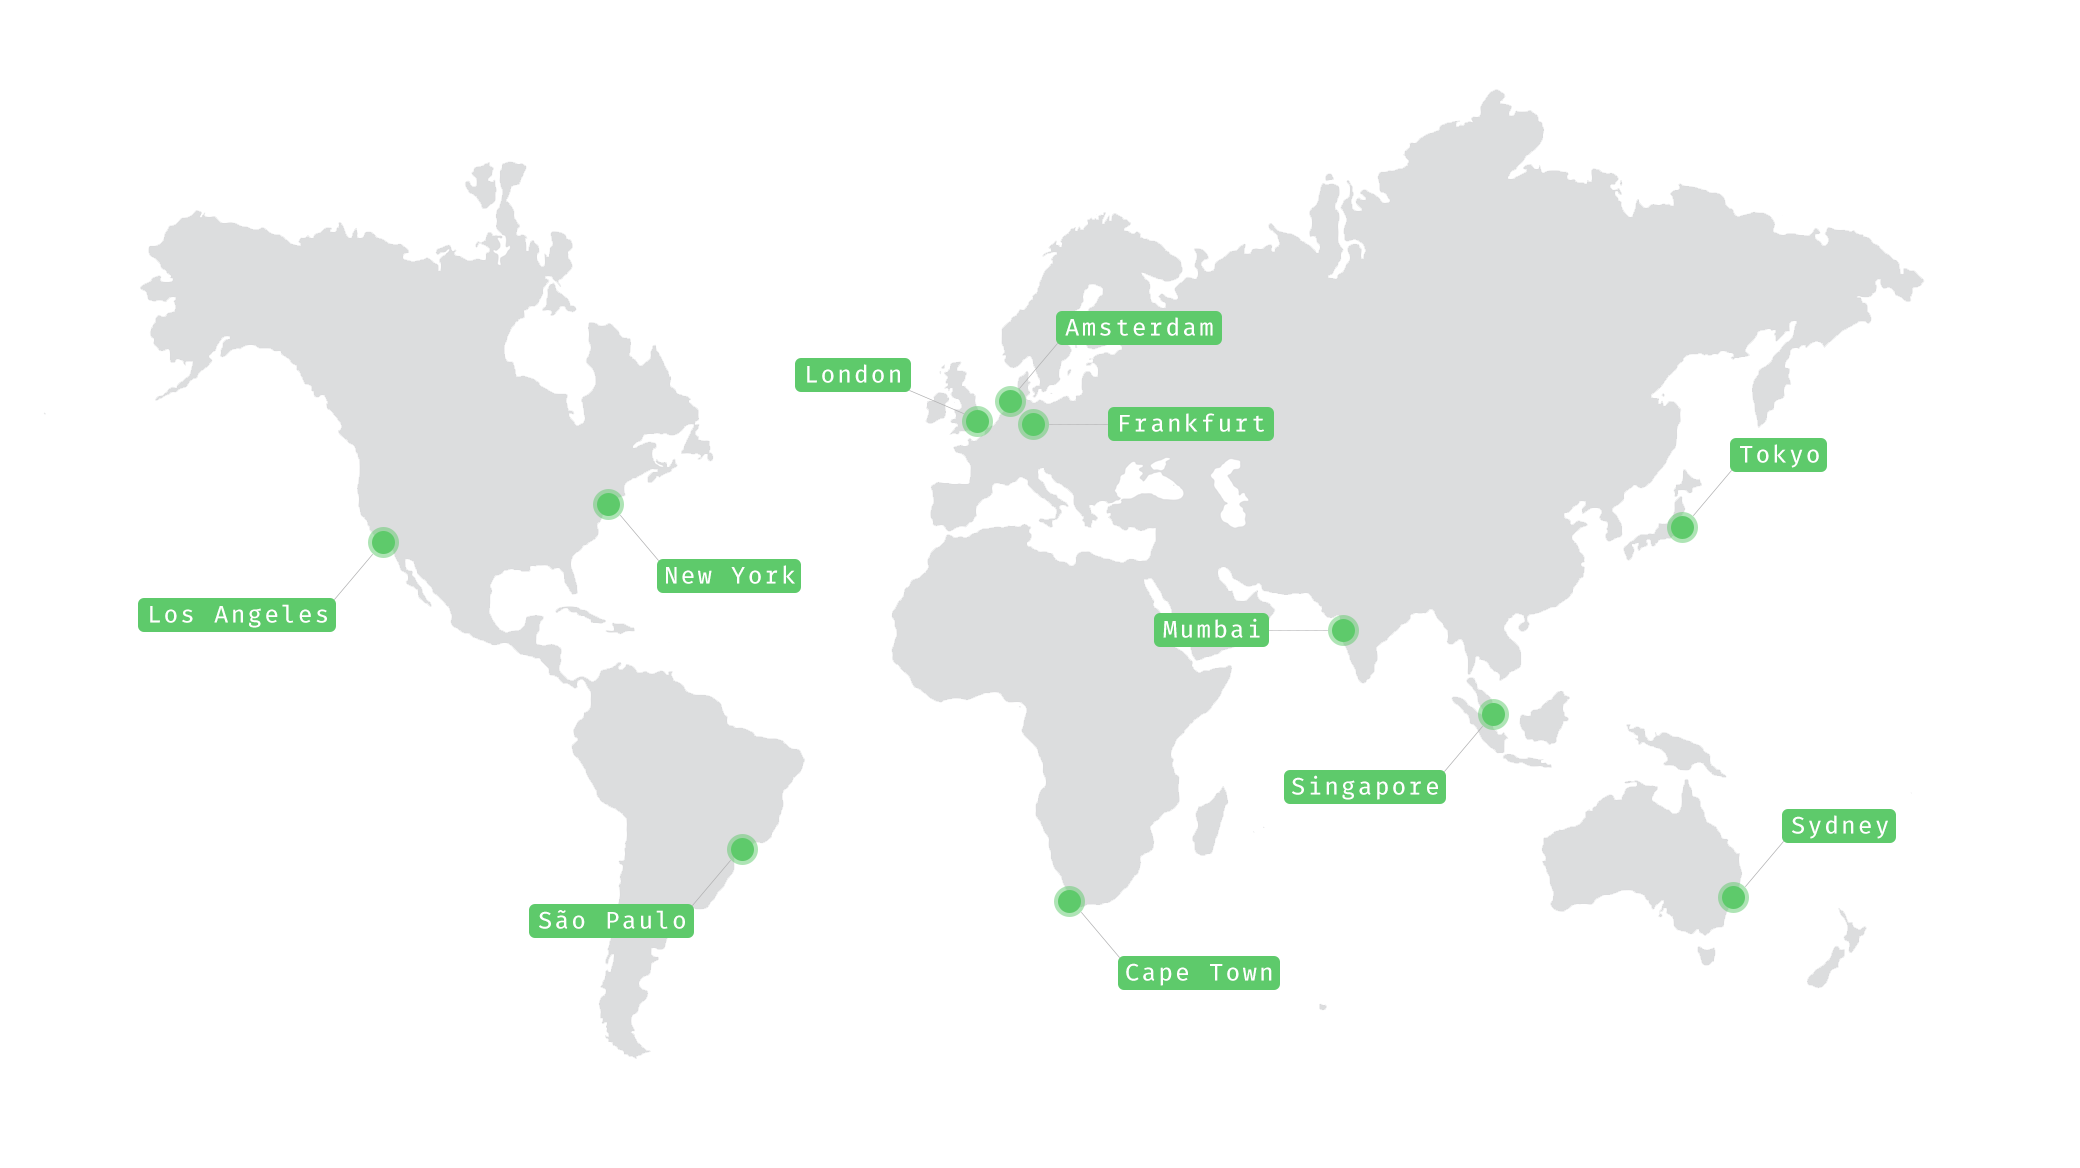 Amsterdam
London
Frankfurt
Tokyo
New York
Los Angeles
Mumbai
Singapore
Sydney
São Paulo
Cape Town